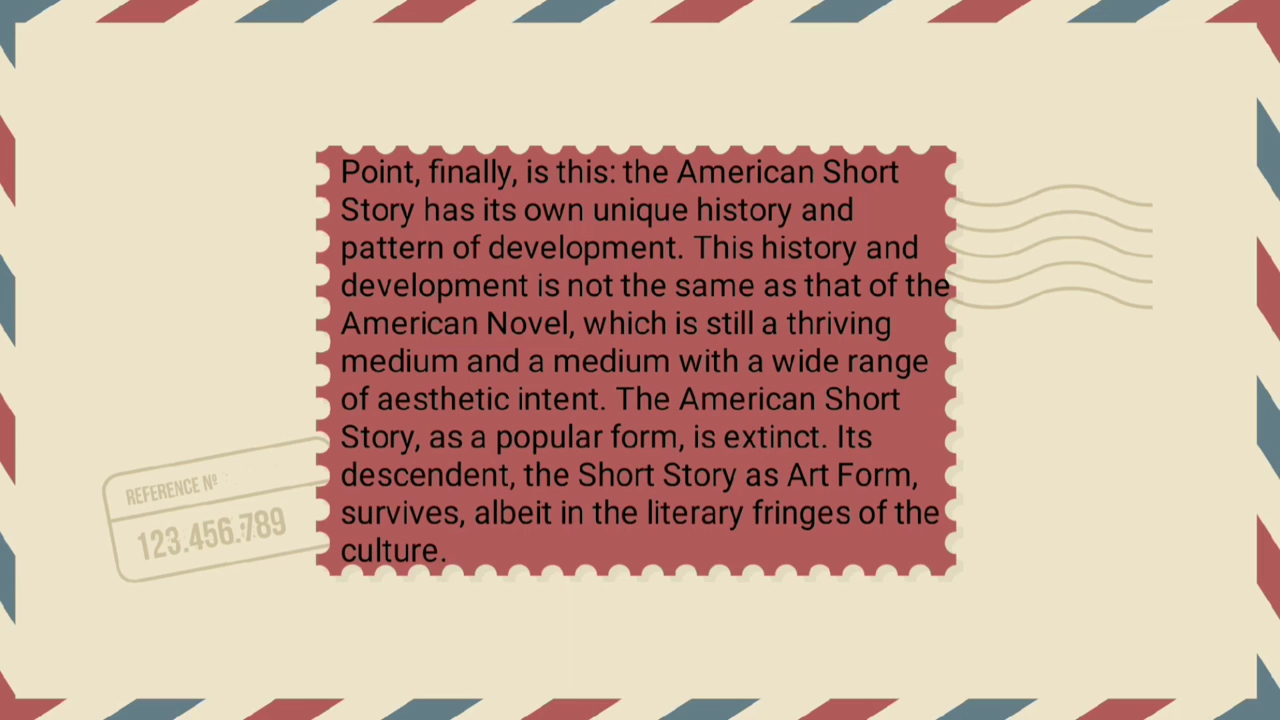 Point, finally, is this: the American Short
Story has its own unique history and
pattern of development. This history and
development is not the same as that of the
American Novel, which is still a thriving
medium and a medium with a wide range
of aesthetic intent. The American Short
Story, as a popular form, is extinct. Its
descendent, the Short Story as Art Form,
survives, albeit in the literary fringes of the
culture.
REFERENCE Nº
123.456.789